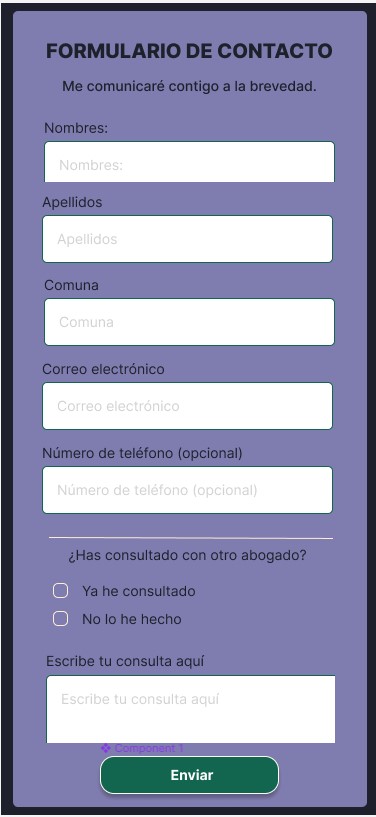 FORMULARIO DE CONTACTO
Me comunicaré contigo a la brevedad.
Nombres:
Nombres:
Apellidos
Apellidos
Comuna
Comuna
Correo electrónico
Correo electrónico
Número de teléfono (opcional)
Número de teléfono (opcional)
¿Has consultado con otro abogado?
Ya he consultado
No lo he hecho
Escribe tu consulta aquí
Escribe tu consulta aquí
Component 1
Enviar